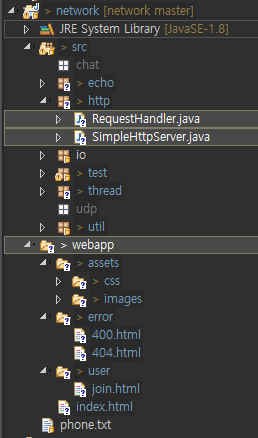 > network [network master]
JRE System Library [JavaSE-1.8]
> src
chat
> echo
> http
> RequestHandler.java
> SimpleHttpServer.java
io
> test
> thread
udp
> util
> webapp
> assets
> css
> images
> error
400.html
404.html
> user
join.html
index.html
phone.txt